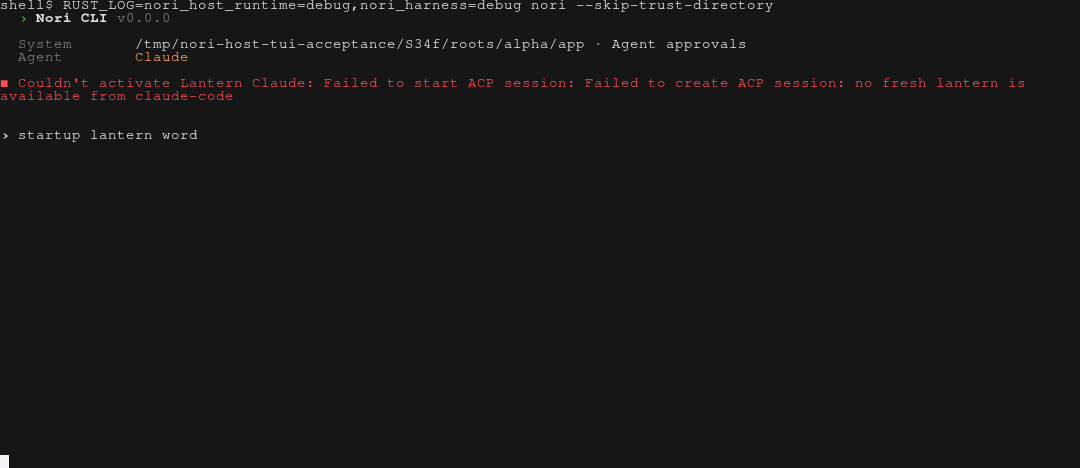 shell$ RUST_LOG=nori_host_runtime=debug,nori_harness=debug nori --skip-trust-directory
› Nori CLI v0.0.0
System /tmp/nori-host-tui-acceptance/S34f/roots/alpha/app · Agent approvals
Agent Claude
■ Couldn't activate Lantern Claude: Failed to start ACP session: Failed to create ACP session: no fresh lantern is
available from claude-code
› startup lantern word